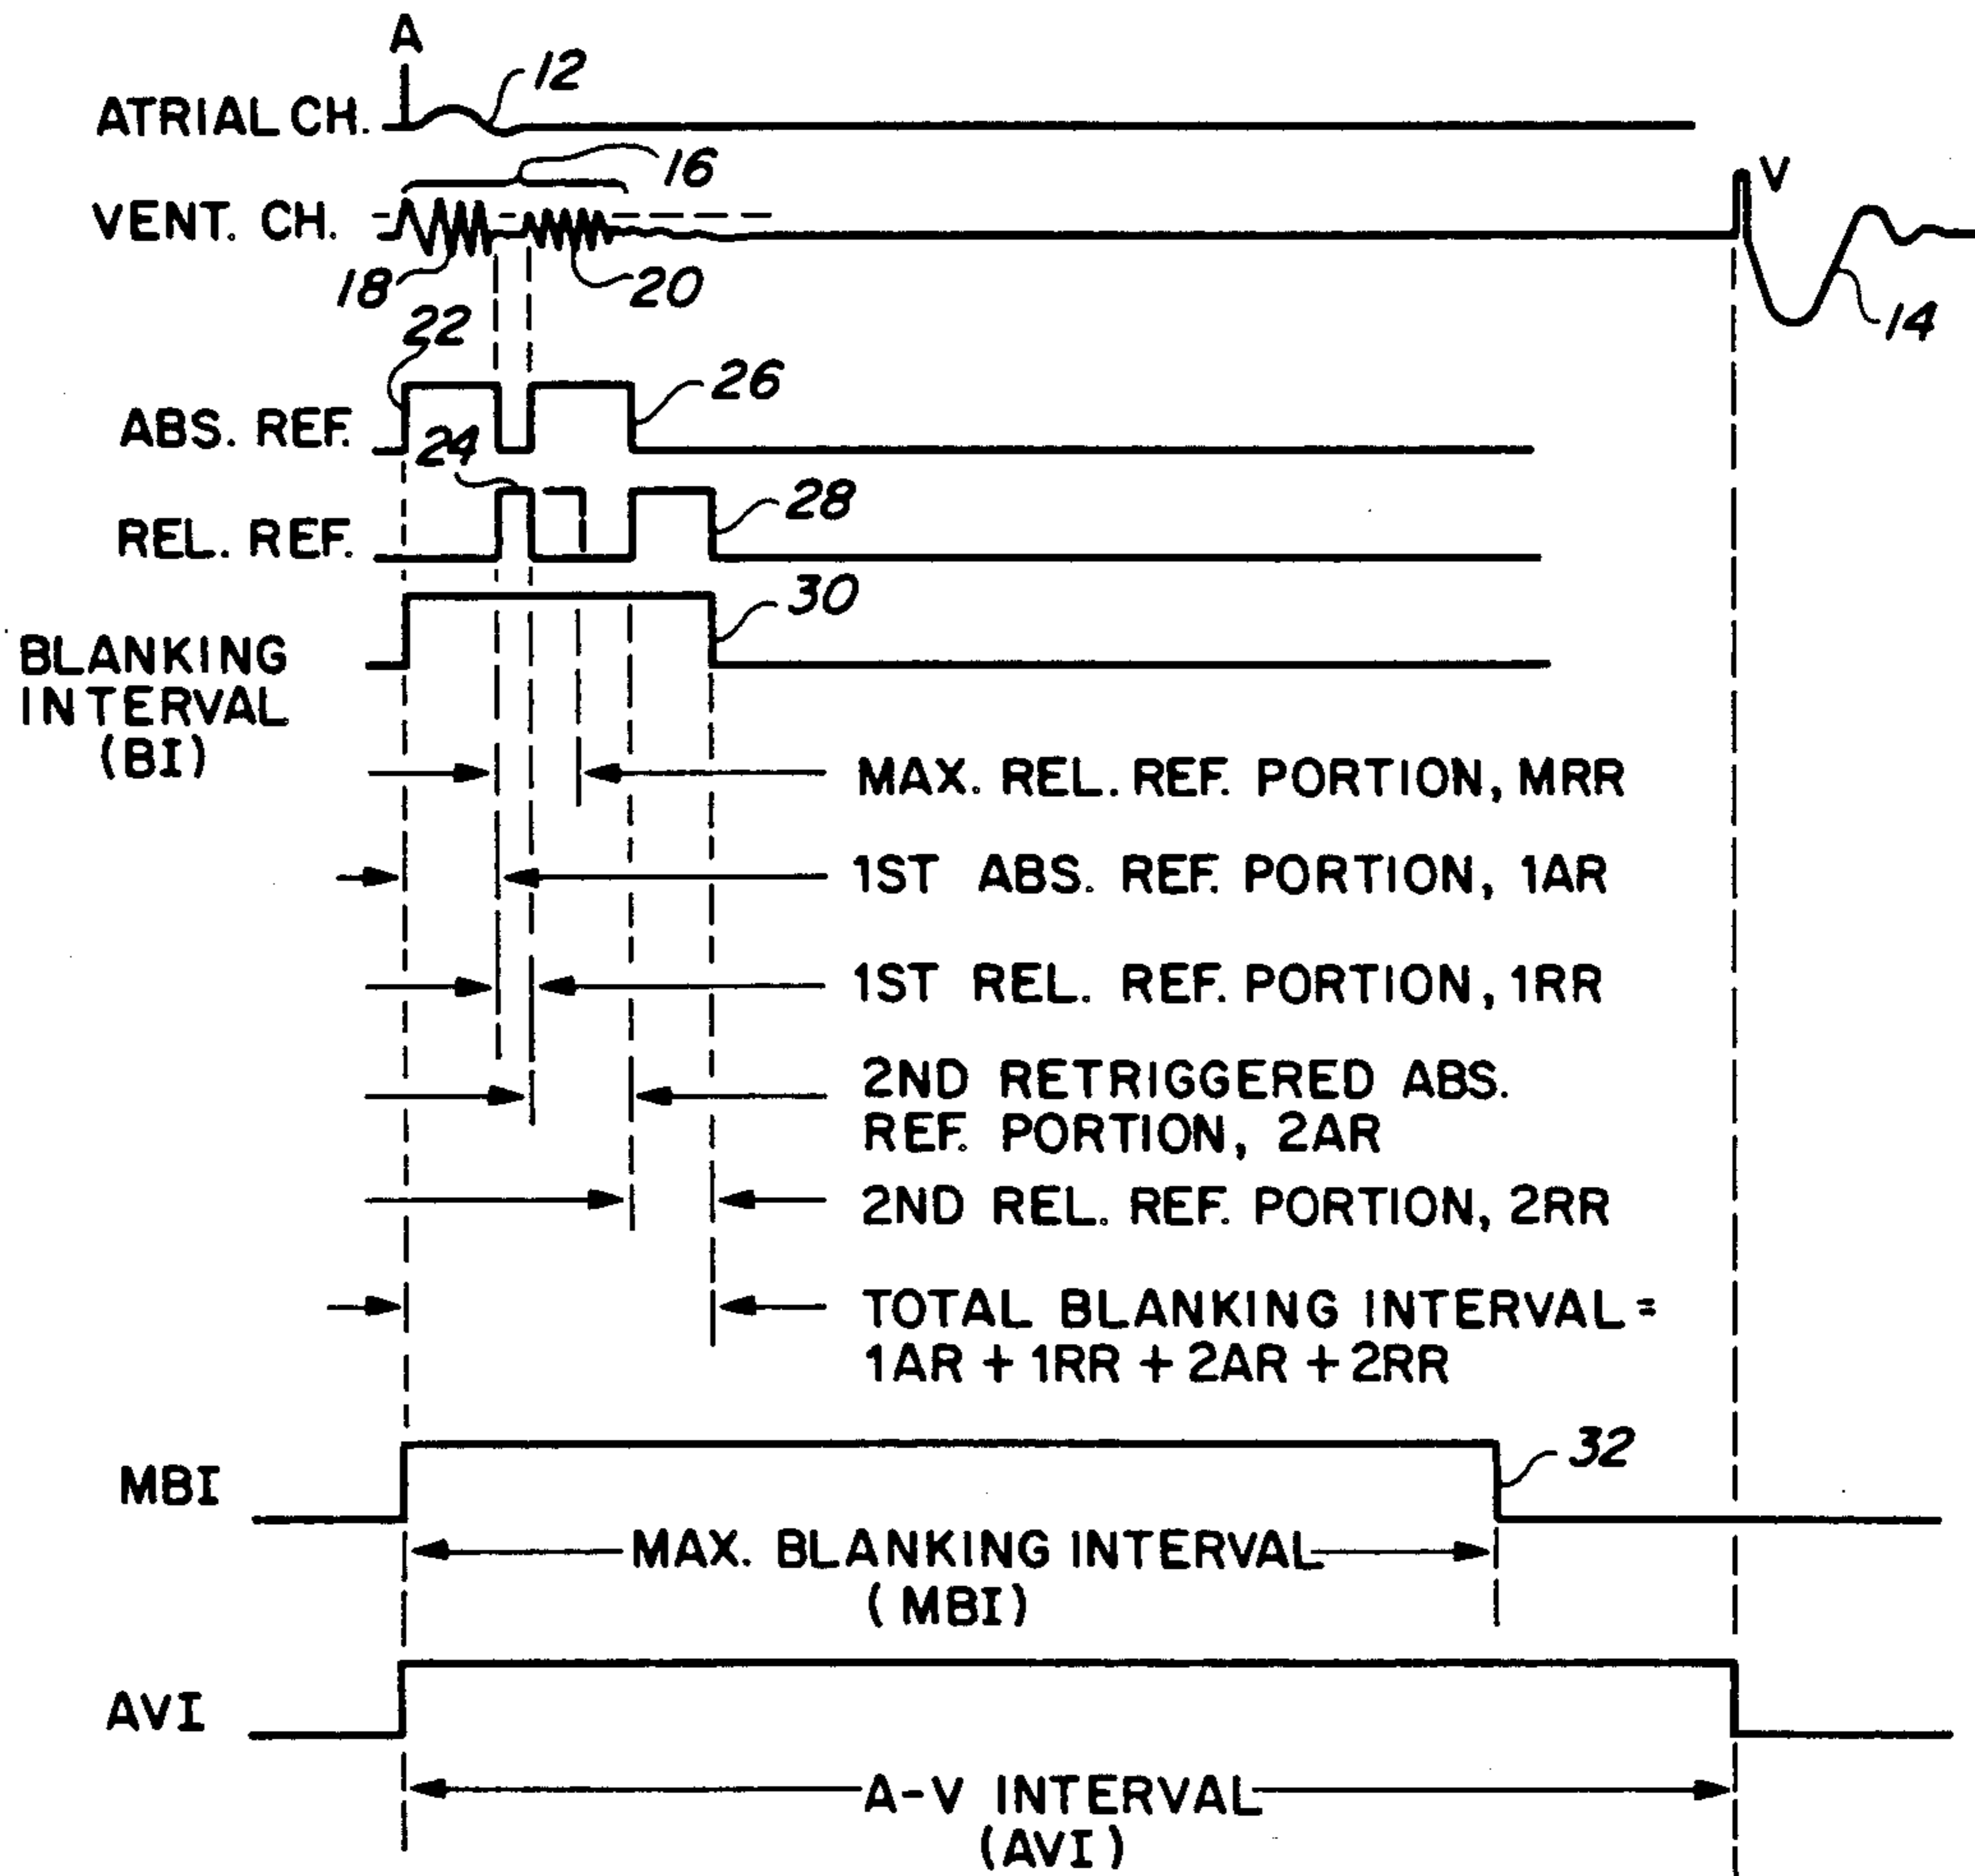 A
ATRIAL CH.
12
16
VENT. CH.
V
18
20
14
22
26
ABS. REF.
24
28
REL. REF.
30
BLANKING
INTERVAL
(BI)
MAX. REL. REF. PORTION, MRR
1ST ABS. REF. PORTION, 1AR
1ST REL. REF. PORTION, 1RR
2ND RETRIGGERED ABS.
REF. PORTION, 2AR
2ND REL. REF. PORTION, 2RR
TOTAL BLANKING INTERVAL =
1AR + 1RR + 2AR + 2RR
32
MBI
MAX. BLANKING INTERVAL
(MBI)
AVI
A-V INTERVAL
(AVI)